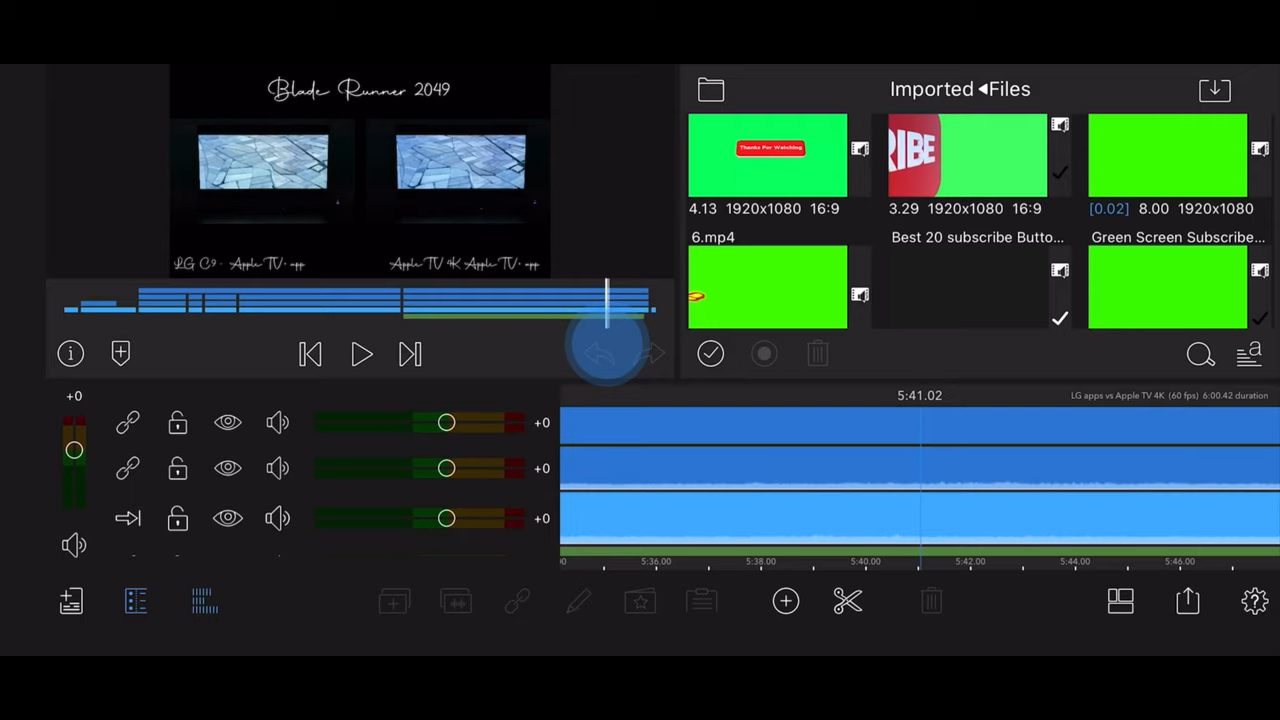 Blade Runner 2049
LG C9 - Apple TV+ app
Apple TV 4K Apple TV+ app
Imported ◀Files
Thanks For Watching
RIBE
4.13 1920x1080 16:9
3.29 1920x1080 16:9
[0.02] 8.00 1920x1080
6.mp4
Best 20 subscribe Butto...
Green Screen Subscribe...
+0
+0
+0
+0
5:41.02
LG apps vs Apple TV 4K (60 fps) 6:00.42 duration
00 5:36.00 5:38.00 5:40.00 5:42.00 5:44.00 5:46.00